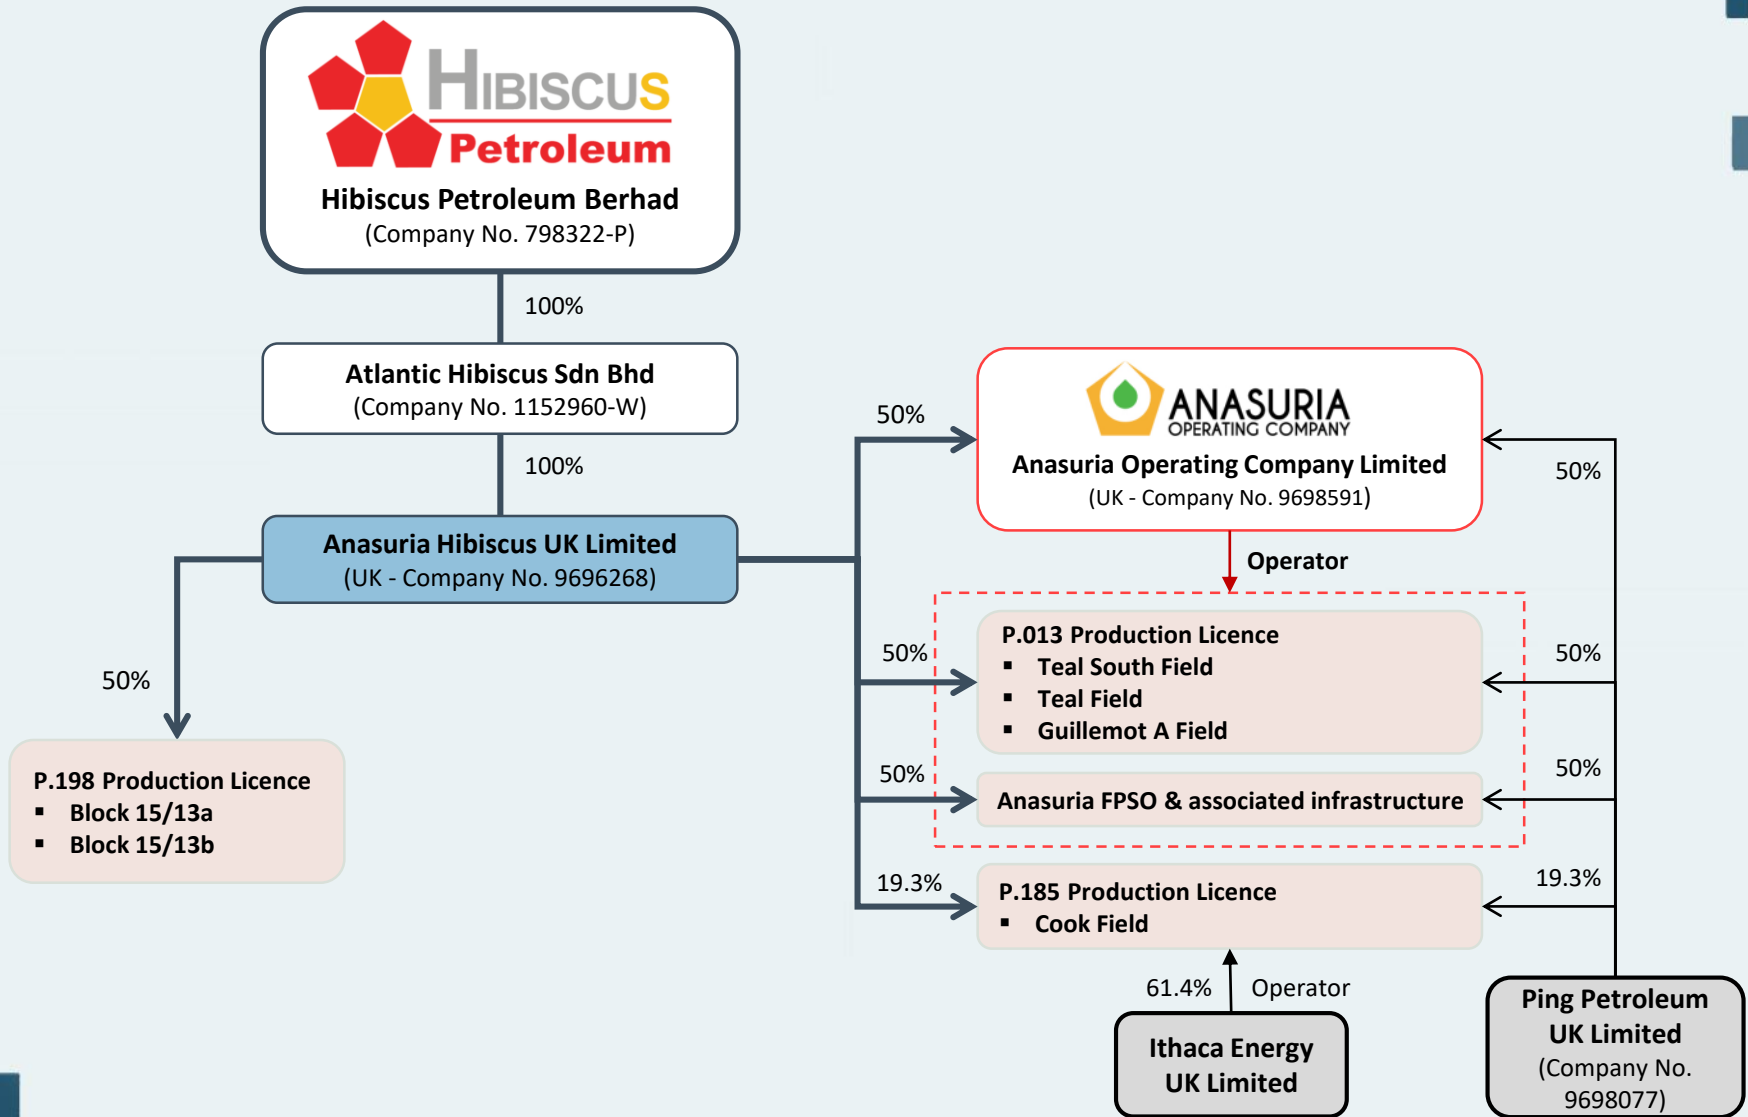 HIBISCUS
Petroleum
Hibiscus Petroleum Berhad
(Company No. 798322-P)
100%
Atlantic Hibiscus Sdn Bhd
(Company No. 1152960-W)
100%
Anasuria Hibiscus UK Limited
(UK - Company No. 9696268)
50%
P.198 Production Licence
▪ Block 15/13a
▪ Block 15/13b
50%
ANASURIA
OPERATING COMPANY
Anasuria Operating Company Limited
(UK - Company No. 9698591)
50%
Operator
50%
P.013 Production Licence
▪ Teal South Field
▪ Teal Field
▪ Guillemot A Field
50%
50%
Anasuria FPSO & associated infrastructure
50%
19.3%
P.185 Production Licence
▪ Cook Field
19.3%
61.4% Operator
Ithaca Energy
UK Limited
Ping Petroleum
UK Limited
(Company No.
9698077)